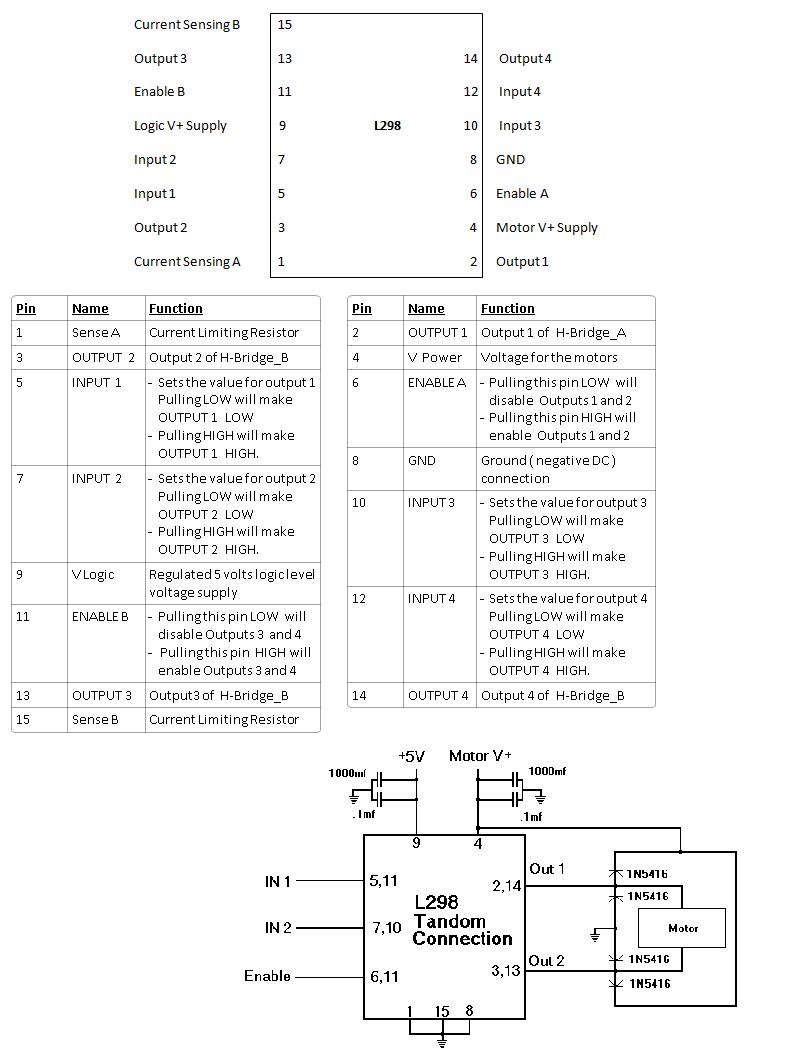 Current Sensing B 15
Output 3 13 14 Output 4
Enable B 11 12 Input 4
Logic V+ Supply 9 L298 10 Input 3
Input 2 7 8 GND
Input 1 5 6 Enable A
Output 2 3 4 Motor V+ Supply
Current Sensing A 1 2 Output 1
Pin Name Function
1 Sense A Current Limiting Resistor
3 OUTPUT 2 Output 2 of H-Bridge_B
5 INPUT 1 - Sets the value for output 1
Pulling LOW will make
OUTPUT 1 LOW
- Pulling HIGH will make
OUTPUT 1 HIGH.
7 INPUT 2 - Sets the value for output 2
Pulling LOW will make
OUTPUT 2 LOW
- Pulling HIGH will make
OUTPUT 2 HIGH.
9 V Logic Regulated 5 volts logic level
voltage supply
11 ENABLE B - Pulling this pin LOW will
disable Outputs 3 and 4
- Pulling this pin HIGH will
enable Outputs 3 and 4
13 OUTPUT 3 Output3 of H-Bridge_B
15 Sense B Current Limiting Resistor
Pin Name Function
2 OUTPUT 1 Output 1 of H-Bridge_A
4 V Power Voltage for the motors
6 ENABLE A - Pulling this pin LOW will
disable Outputs 1 and 2
- Pulling this pin HIGH will
enable Outputs 1 and 2
8 GND Ground ( negative DC )
connection
10 INPUT 3 - Sets the value for output 3
Pulling LOW will make
OUTPUT 3 LOW
- Pulling HIGH will make
OUTPUT 3 HIGH.
12 INPUT 4 - Sets the value for output 4
Pulling LOW will make
OUTPUT 4 LOW
- Pulling HIGH will make
OUTPUT 4 HIGH.
14 OUTPUT 4 Output 4 of H-Bridge_B
+5V Motor V+
1000mf 1000mf
.1mf .1mf
9 4
Out 1
1N5416
IN 1 5,11 2,14
1N5416
L298
IN 2 7,10 Tandom Motor
Connection
Out 2 1N5416
Enable 6,11 3,13
1N5416
1 15 8